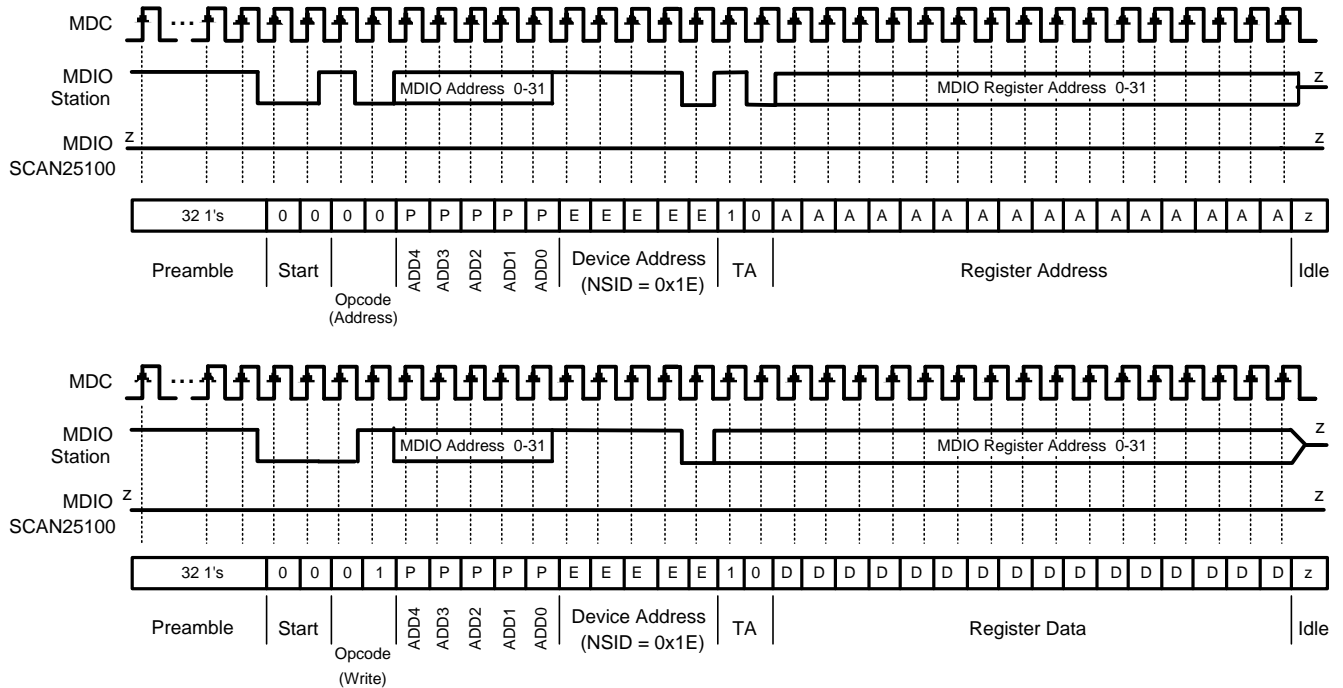 MDC ...
MDIO Station MDIO Address 0-31 MDIO Register Address 0-31 z
MDIO SCAN25100 z z
32 1's 0 0 0 0 P P P P P E E E E E 1 0 A A A A A A A A A A A A A A A A z
Preamble Start Opcode (Address) ADD4 ADD3 ADD2 ADD1 ADD0 Device Address (NSID = 0x1E) TA Register Address Idle
MDC ...
MDIO Station MDIO Address 0-31 MDIO Register Address 0-31 z
MDIO SCAN25100 z z
32 1's 0 0 0 1 P P P P P E E E E E 1 0 D D D D D D D D D D D D D D D D z
Preamble Start Opcode (Write) ADD4 ADD3 ADD2 ADD1 ADD0 Device Address (NSID = 0x1E) TA Register Data Idle